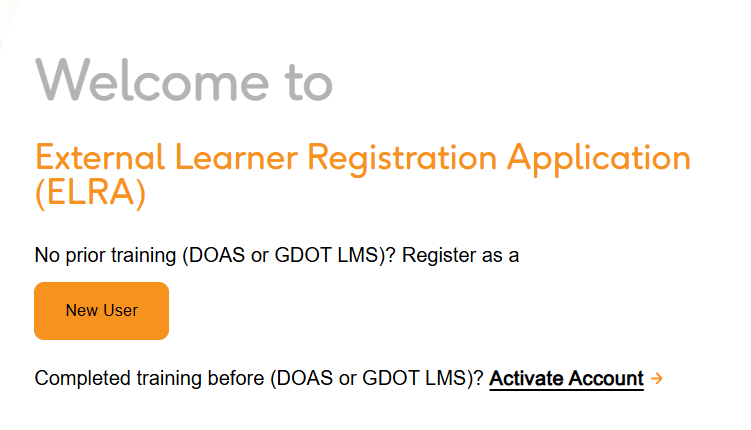 Welcome to
External Learner Registration Application
(ELRA)
No prior training (DOAS or GDOT LMS)? Register as a
New User
Completed training before (DOAS or GDOT LMS)? Activate Account →